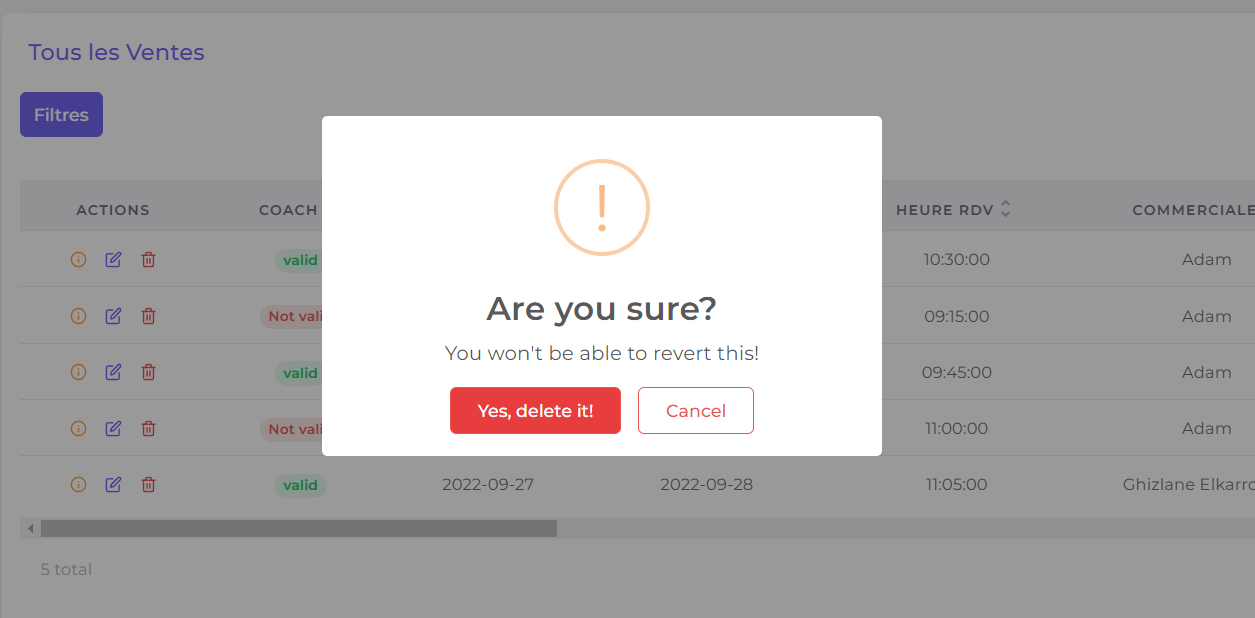 Tous les Ventes
Filtres
ACTIONS COACH HEURE RDV COMMERCIALE
valid 10:30:00 Adam
Not vali 09:15:00 Adam
valid 09:45:00 Adam
Not vali 11:00:00 Adam
valid 2022-09-27 2022-09-28 11:05:00 Ghizlane Elkarro
5 total
Are you sure?
You won't be able to revert this!
Yes, delete it! Cancel